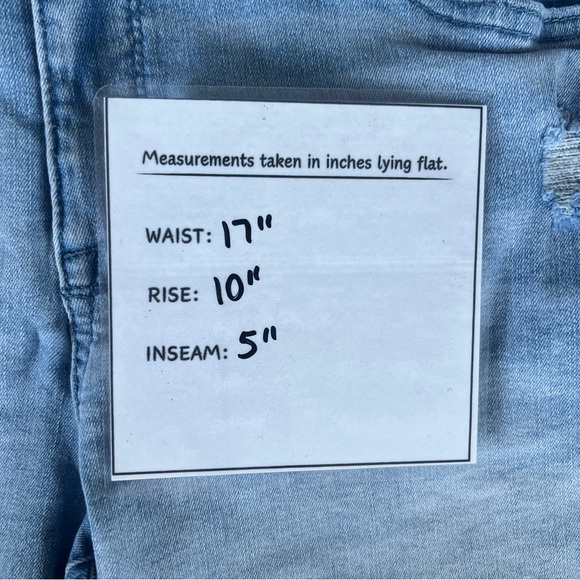 Measurements taken in inches lying flat.
WAIST: 17"
RISE: 10"
INSEAM: 5"